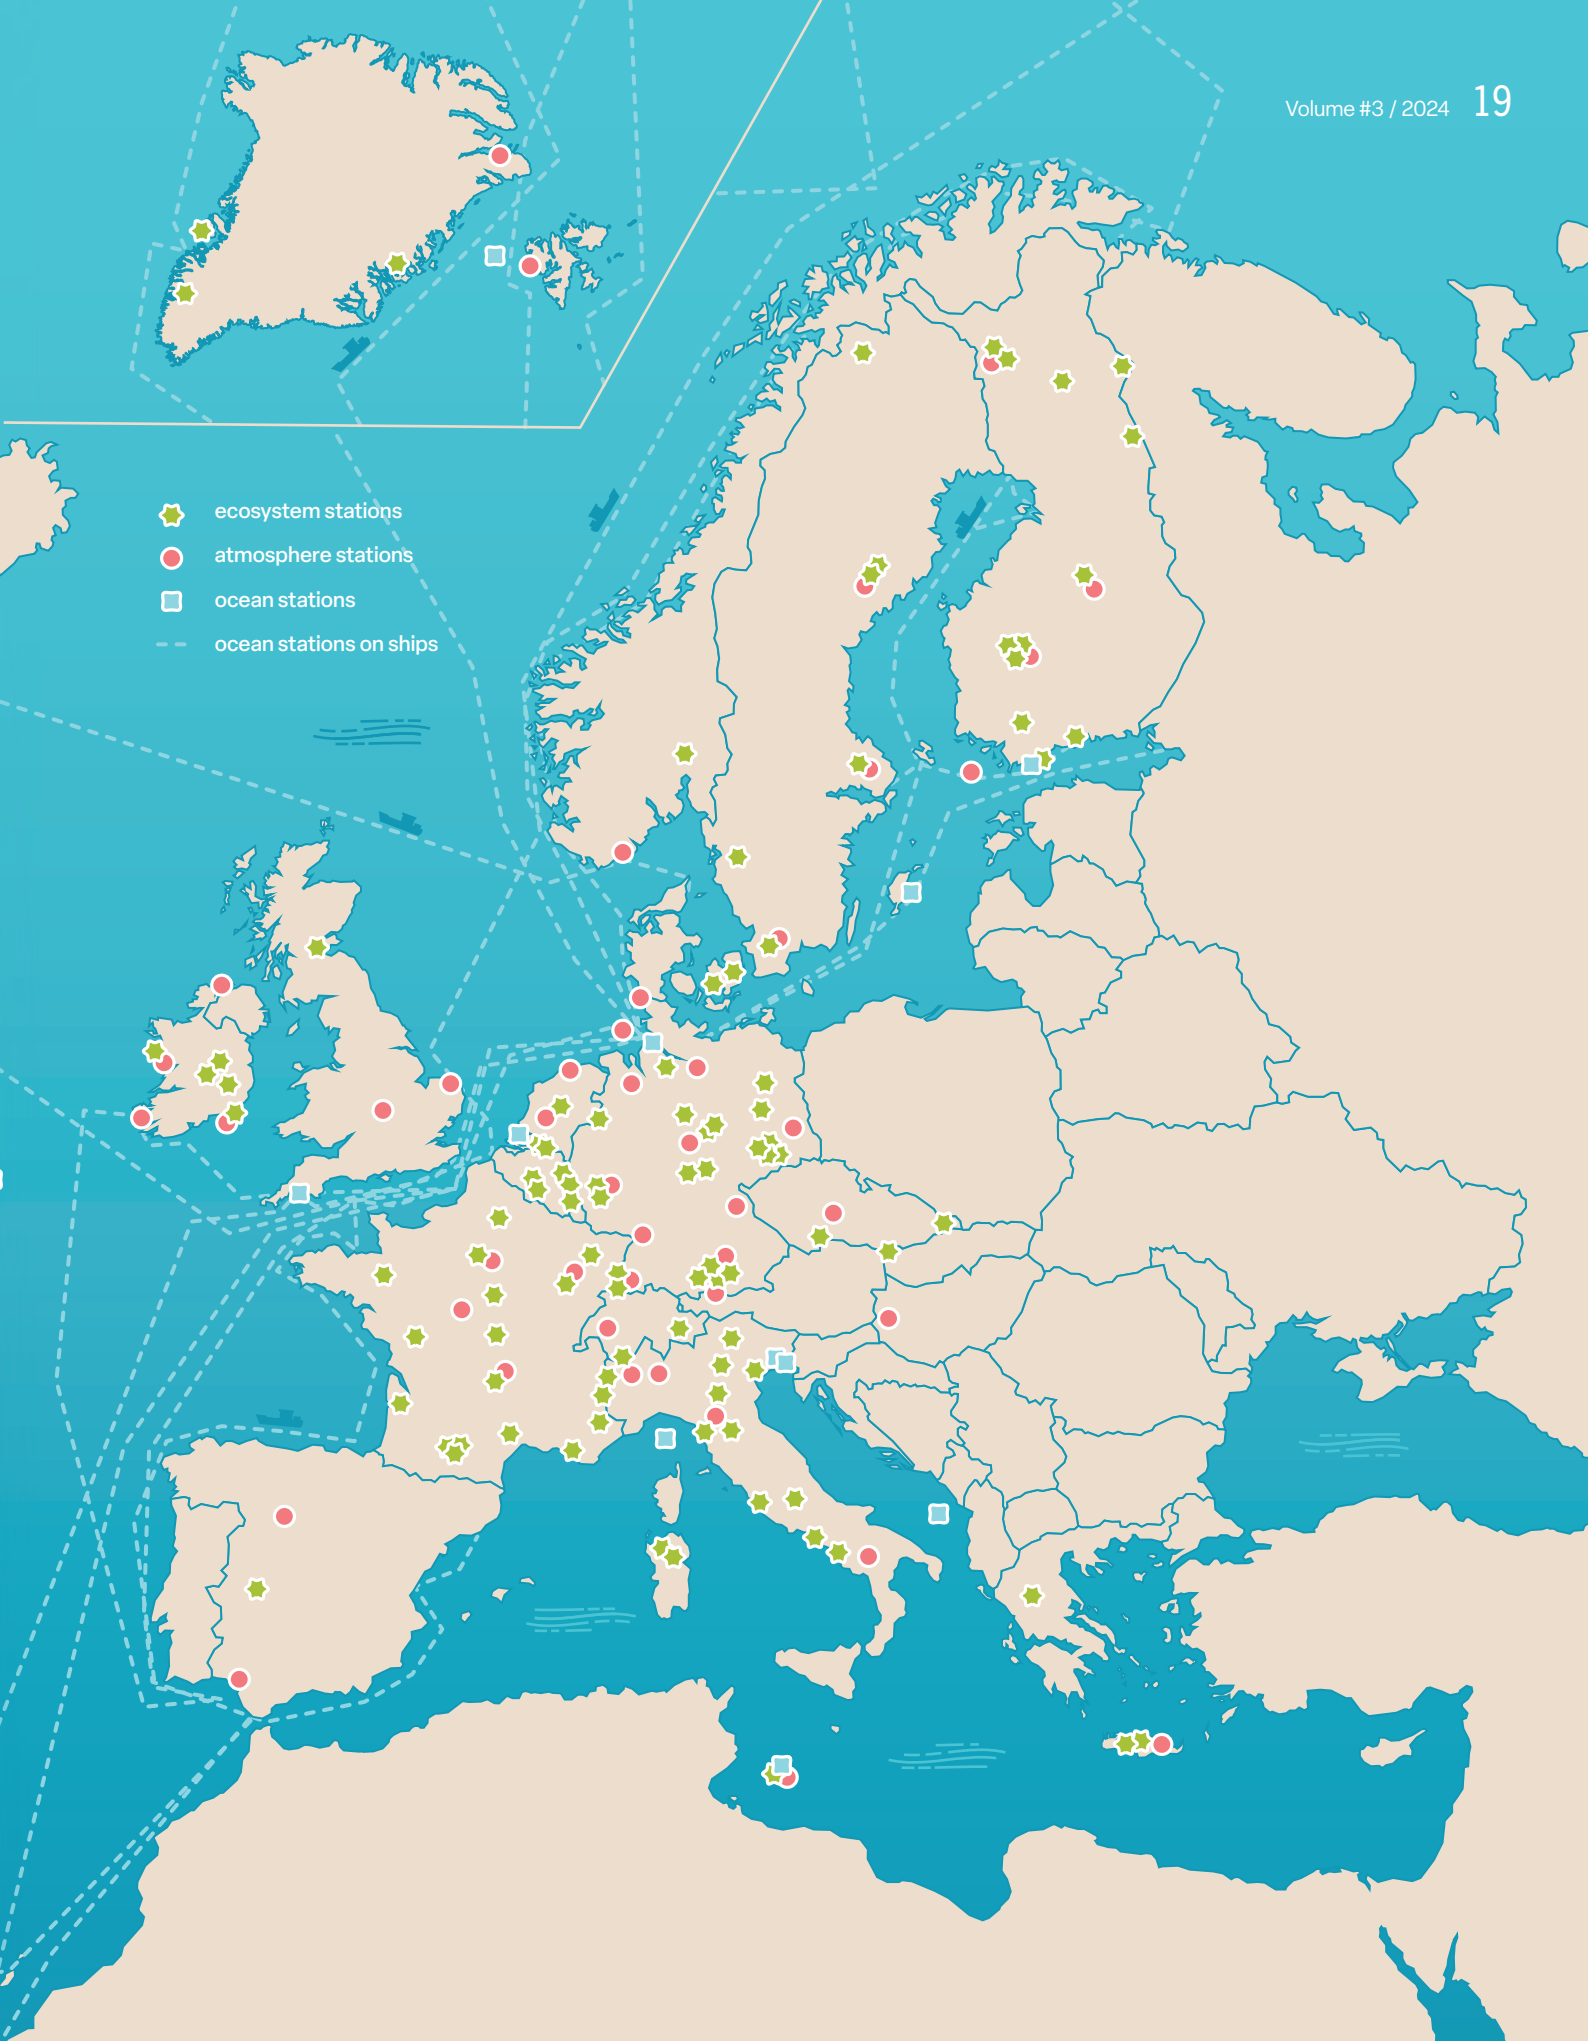 Volume #3 / 2024 19
ecosystem stations
atmosphere stations
ocean stations
ocean stations on ships